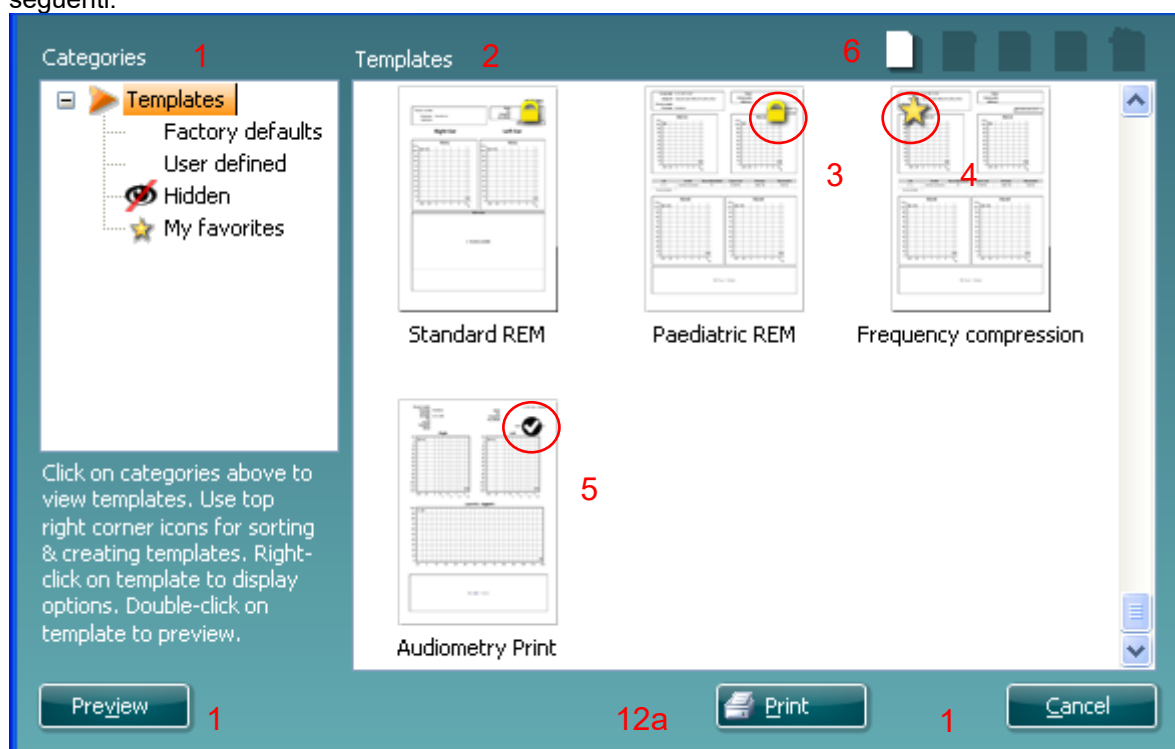 seguenti:
Categories 1
Templates 2
6
Templates
Factory defaults
User defined
Hidden
My favorites
3
4
Standard REM
Paediatric REM
Frequency compression
5
Audiometry Print
Click on categories above to
view templates. Use top
right corner icons for sorting
& creating templates. Right-
click on template to display
options. Double-click on
template to preview.
Preview 1
12a Print
1 Cancel